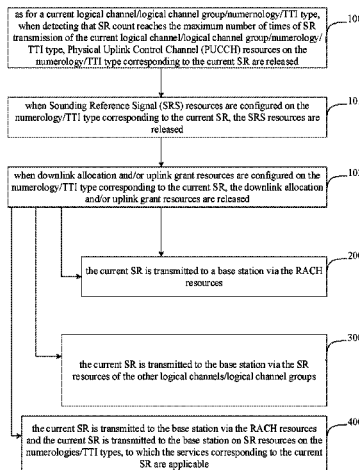 as for a current logical channel/logical channel group/numernology/TTI type,
when detecting that SR count reaches the maximum number of times of SR
transmission of the current logical channel/logical channel group/numerology/
TTI type, Physical Uplink Control Channel (PUCCH) resources on
the numerology/TTI type corresponding to the current SR are released
when Sounding Reference Signal (SRS) resources are configured on the
numerology/TTI type corresponding to the current SR, the SRS resources are
released
when downlink allocation and/or uplink grant resources are configured on the
numerology/TTI type corresponding to the current SR, the downlink allocation
and/or uplink grant resources are released
the current SR is transmitted to a base station via the RACH
resources
the current SR is transmitted to the base station via the SR
resources of the other logical channels/logical channel groups
the current SR is transmitted to the base station via the RACH resources
and the current SR is transmitted to the base station on SR resources on the
numerologies/TTI types, to which the services corresponding to the current
SR are applicable